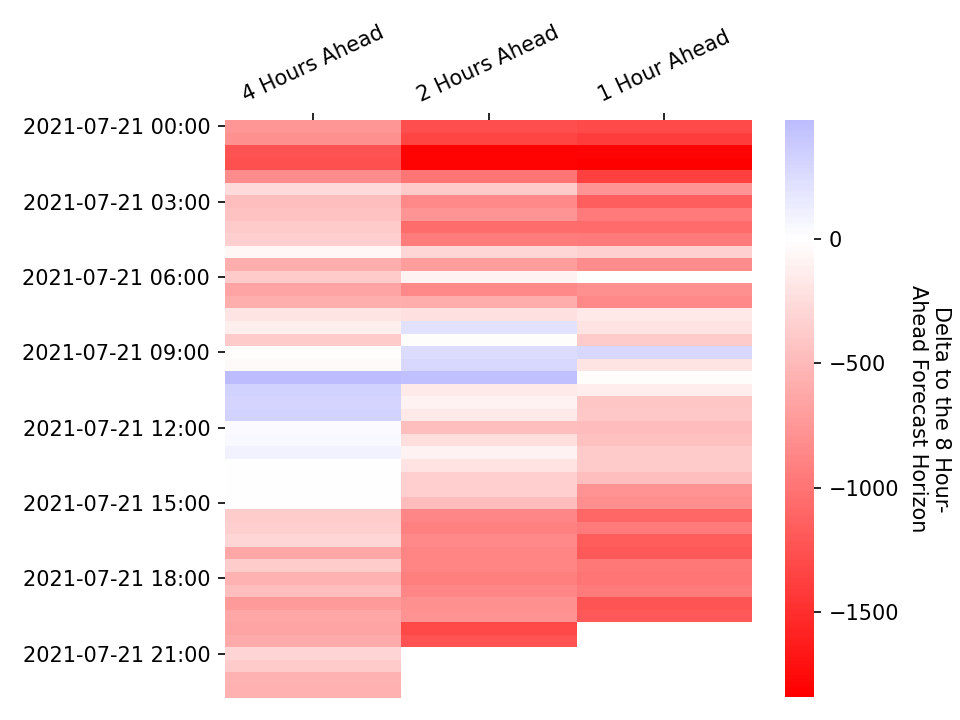 4 Hours Ahead
2 Hours Ahead
1 Hour Ahead
2021-07-21 00:00
2021-07-21 03:00
2021-07-21 06:00
2021-07-21 09:00
2021-07-21 12:00
2021-07-21 15:00
2021-07-21 18:00
2021-07-21 21:00
0
−500
−1000
−1500
Delta to the 8 Hour-
Ahead Forecast Horizon